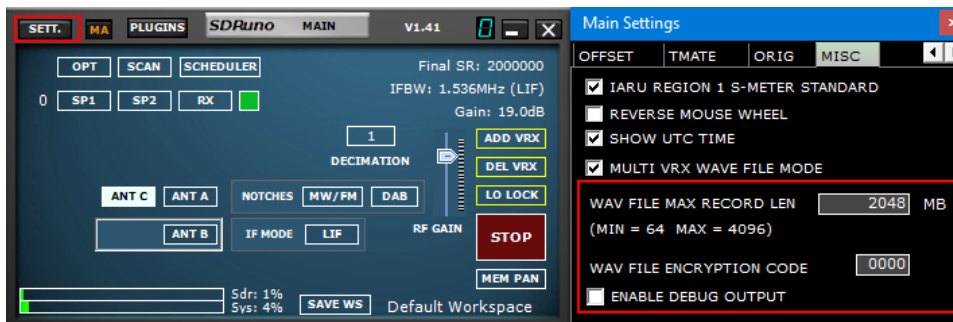 SETT. MA PLUGINS SDRuno MAIN V1.41
OPT SCAN SCHEDULER Final SR: 2000000
IFBW: 1.536MHz (LIF)
0 SP1 SP2 RX Gain: 19.0dB
1 ADD VRX
DECIMATION DEL VRX
ANT C ANT A NOTCHES MW/FM DAB LO LOCK
ANT B IF MODE LIF RF GAIN STOP
MEM PAN
Sdr: 1%
Sys: 4% SAVE WS Default Workspace
Main Settings
OFFSET TMATE ORIG MISC
IARU REGION 1 S-METER STANDARD
REVERSE MOUSE WHEEL
SHOW UTC TIME
MULTI VRX WAVE FILE MODE
WAV FILE MAX RECORD LEN 2048 MB
(MIN = 64 MAX = 4096)
WAV FILE ENCRYPTION CODE 0000
ENABLE DEBUG OUTPUT